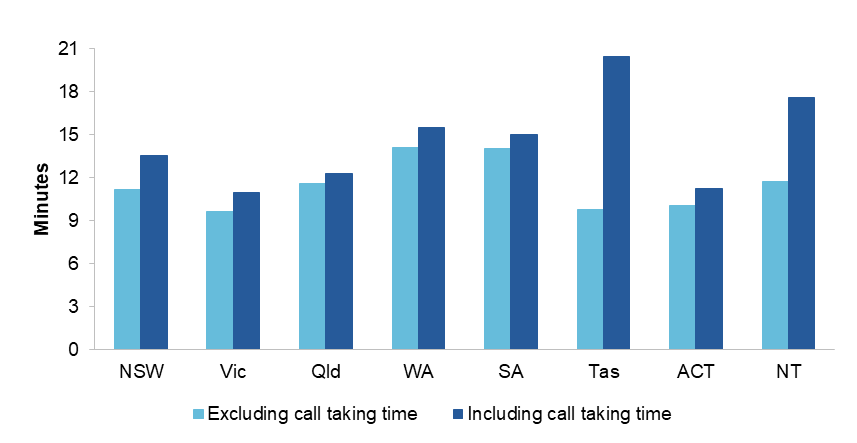 Minutes
21
18
15
12
9
6
3
0
NSW Vic Qld WA SA Tas ACT NT
Excluding call taking time Including call taking time